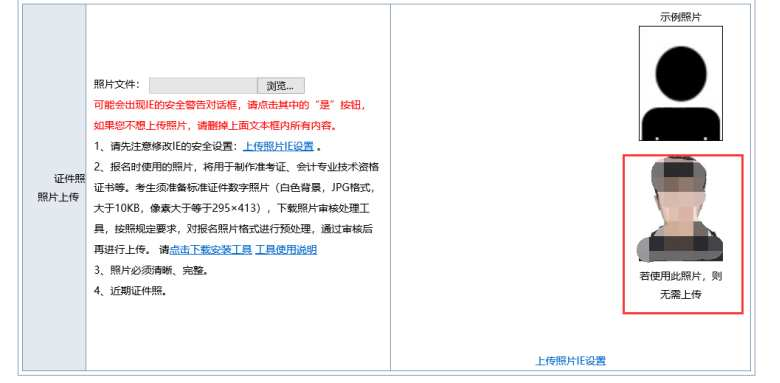 示例照片
照片文件： 浏览...
可能会出现IE的安全警告对话框，请点击其中的“是”按钮，
如果您不想上传照片，请删掉上面文本框内所有内容。
1、请先注意修改IE的安全设置：上传照片IE设置 。
2、报名时使用的照片，将用于制作准考证、会计专业技术资格
证书等。考生须准备标准证件数字照片（白色背景，JPG格式，
大于10KB，像素大于等于295×413），下载照片审核处理工
具，按照规定要求，对报名照片格式进行预处理，通过审核后
再进行上传。 请点击下载安装工具 工具使用说明
3、照片必须清晰、完整。
4、近期证件照。
证件照
照片上传
若使用此照片，则
无需上传
上传照片IE设置